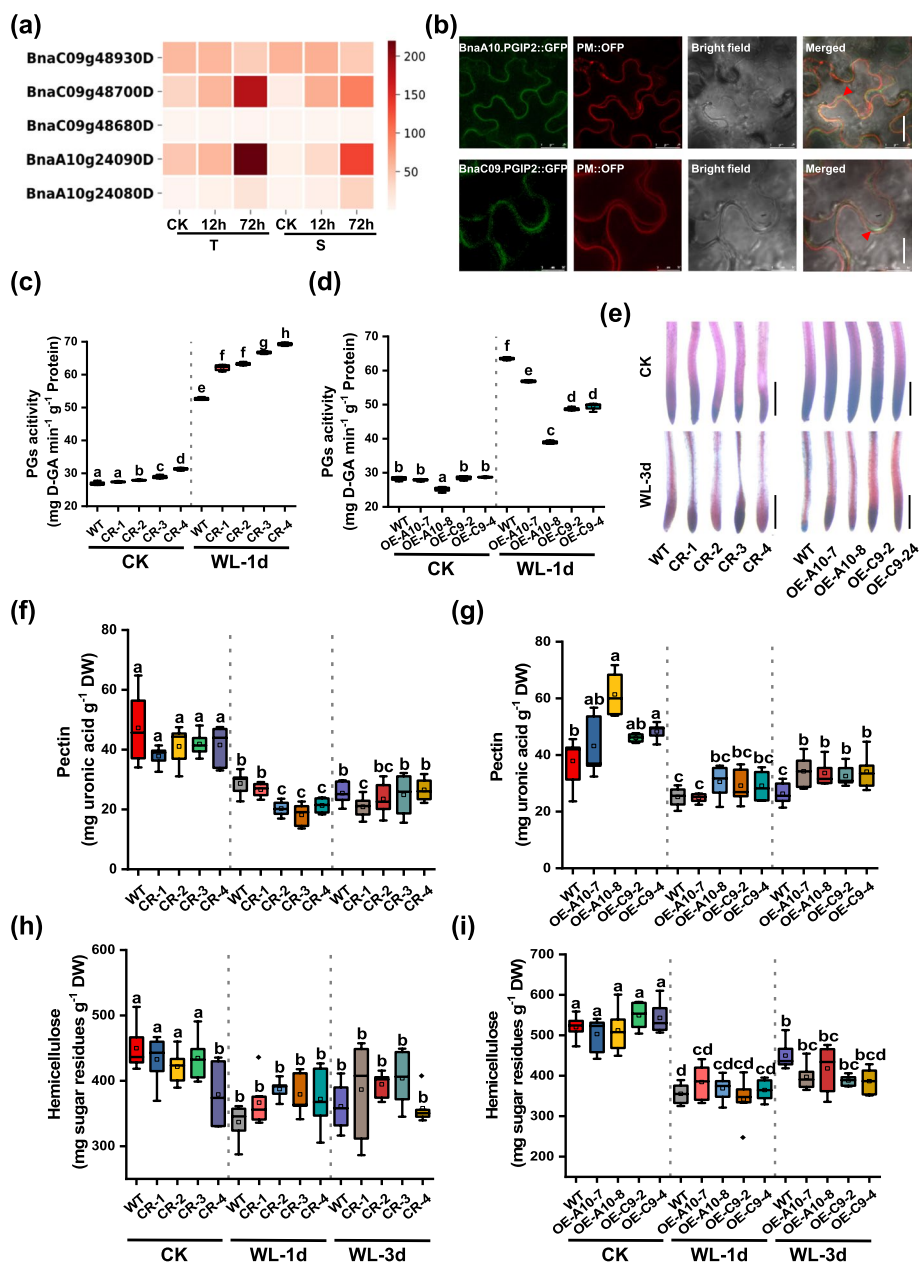 (a)
BnaC09g48930D
BnaC09g48700D
BnaC09g48680D
BnaA10g24090D
BnaA10g24080D
CK 12h 72h CK 12h 72h
T S
200
150
100
50
(b)
BnaA10.PGIP2::GFP PM::OFP Bright field Merged
BnaC09.PGIP2::GFP PM::OFP Bright field Merged
(c)
PGs acitivity
(mg D-GA min-1 g-1 Protein)
70
60
50
40
30
20
a a b c d e f f g h
WT CR-1 CR-2 CR-3 CR-4 WT CR-1 CR-2 CR-3 CR-4
CK WL-1d
(d)
PGs acitivity
(mg D-GA min-1 g-1 Protein)
70
60
50
40
30
20
b b a b b f e c d d
WT OE-A10-7 OE-A10-8 OE-C9-2 OE-C9-4 WT OE-A10-7 OE-A10-8 OE-C9-2 OE-C9-4
CK WL-1d
(e)
CK
WL-3d
WT CR-1 CR-2 CR-3 CR-4 WT OE-A10-7 OE-A10-8 OE-C9-2 OE-C9-24
(f)
Pectin
(mg uronic acid g-1 DW)
80
60
40
20
0
a a a a a b b c c c b c bc b b
WT CR-1 CR-2 CR-3 CR-4 WT CR-1 CR-2 CR-3 CR-4 WT CR-1 CR-2 CR-3 CR-4
(g)
Pectin
(mg uronic acid g-1 DW)
80
60
40
20
0
b ab a ab a c c bc bc bc c b b b b
WT OE-A10-7 OE-A10-8 OE-C9-2 OE-C9-4 WT OE-A10-7 OE-A10-8 OE-C9-2 OE-C9-4 WT OE-A10-7 OE-A10-8 OE-C9-2 OE-C9-4
(h)
Hemicellulose
(mg sugar residues g-1 DW)
600
500
400
300
a a a a b b b b b b b b b b b
WT CR-1 CR-2 CR-3 CR-4 WT CR-1 CR-2 CR-3 CR-4 WT CR-1 CR-2 CR-3 CR-4
CK WL-1d WL-3d
(i)
Hemicellulose
(mg sugar residues g-1 DW)
700
600
500
400
300
200
a a a a a d cd cd cd cd b bc bc bc bcd
WT OE-A10-7 OE-A10-8 OE-C9-2 OE-C9-4 WT OE-A10-7 OE-A10-8 OE-C9-2 OE-C9-4 WT OE-A10-7 OE-A10-8 OE-C9-2 OE-C9-4
CK WL-1d WL-3d